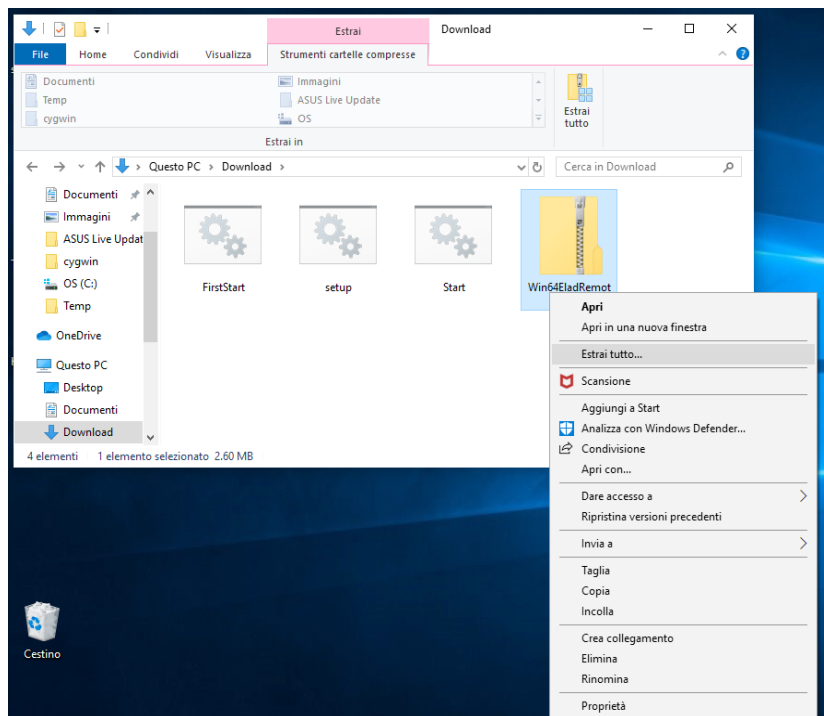 Estrai
Download
File
Home
Condividi
Visualizza
Strumenti cartelle compresse
Documenti
Immagini
Temp
ASUS Live Update
cygwin
OS
Estrai
tutto
Estrai in
Questo PC › Download ›
Cerca in Download
Documenti
Immagini
ASUS Live Updat
cygwin
OS (C:)
Temp
OneDrive
Questo PC
Desktop
Documenti
Download
FirstStart
setup
Start
Win64EladRemot
4 elementi
1 elemento selezionato 2.60 MB
Apri
Apri in una nuova finestra
Estrai tutto...
Scansione
Aggiungi a Start
Analizza con Windows Defender...
Condivisione
Apri con...
Dare accesso a
Ripristina versioni precedenti
Invia a
Taglia
Copia
Incolla
Crea collegamento
Elimina
Rinomina
Proprietà
Cestino